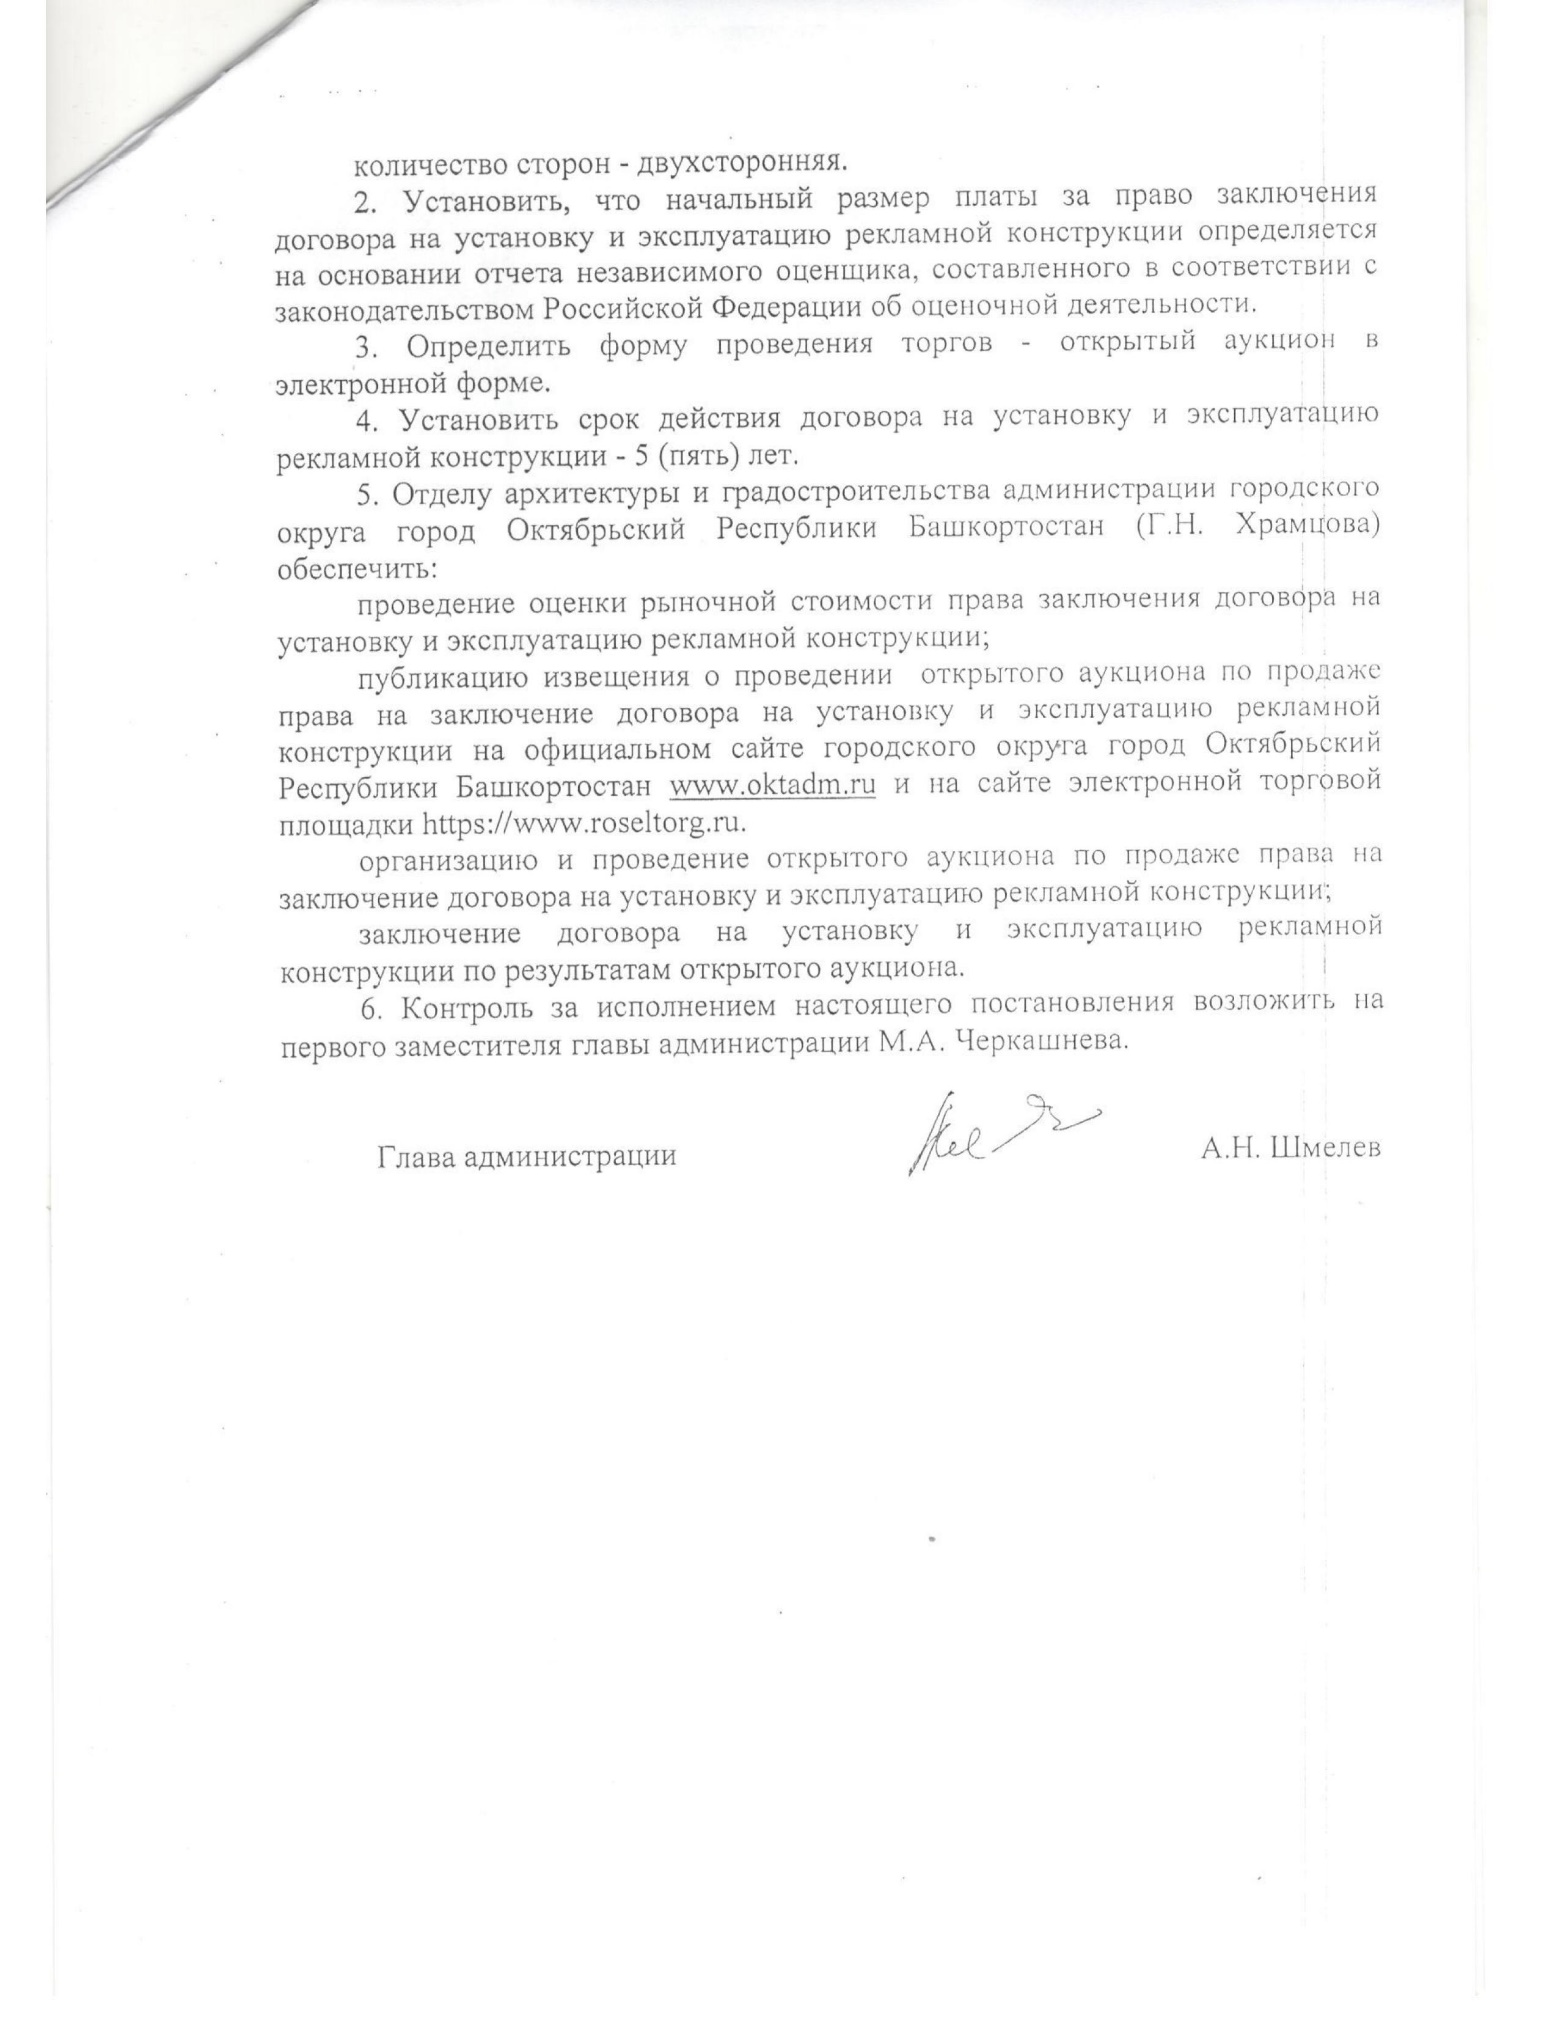 количество сторон - двухсторонняя.
2. Установить, что начальный размер платы за право заключения
договора на установку и эксплуатацию рекламной конструкции определяется
на основании отчета независимого оценщика, составленного в соответствии с
законодательством Российской Федерации об оценочной деятельности.
3. Определить форму проведения торгов - открытый аукцион в
электронной форме.
4. Установить срок действия договора на установку и эксплуатацию
рекламной конструкции - 5 (пять) лет.
5. Отделу архитектуры и градостроительства администрации городского
округа город Октябрьский Республики Башкортостан (Г.Н. Храмцова)
обеспечить:
проведение оценки рыночной стоимости права заключения договора на
установку и эксплуатацию рекламной конструкции;
публикацию извещения о проведении открытого аукциона по продаже
права на заключение договора на установку и эксплуатацию рекламной
конструкции на официальном сайте городского округа город Октябрьский
Республики Башкортостан www.oktadm.ru и на сайте электронной торговой
площадки https://www.roseltorg.ru.
организацию и проведение открытого аукциона по продаже права на
заключение договора на установку и эксплуатацию рекламной конструкции;
заключение договора на установку и эксплуатацию рекламной
конструкции по результатам открытого аукциона.
6. Контроль за исполнением настоящего постановления возложить на
первого заместителя главы администрации М.А. Черкашнева.
Глава администрации А.Н. Шмелев